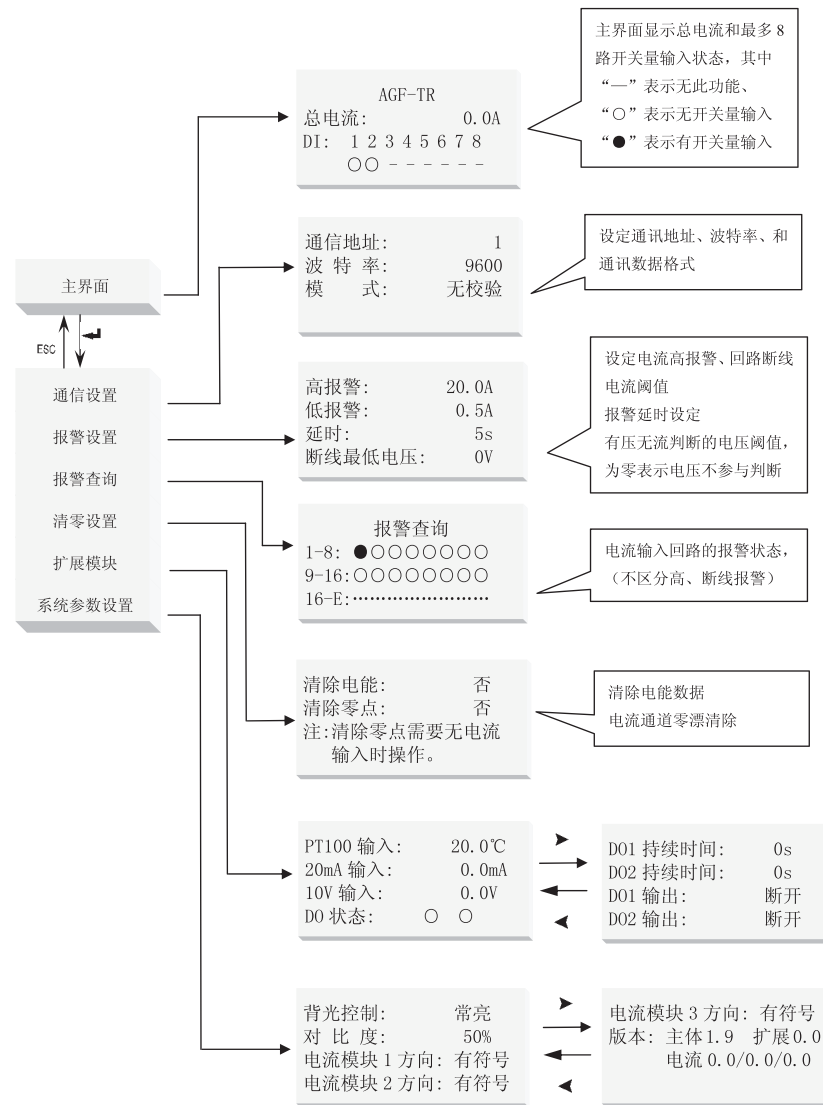 主界面显示总电流和最多 8
路开关量输入状态，其中
“—”表示无此功能、
“○”表示无开关量输入
“●”表示有开关量输入
AGF-TR
总电流: 0.0A
DI: 1 2 3 4 5 6 7 8
○○------
通信地址: 1
波 特 率: 9600
模 式: 无校验
设定通讯地址、波特率、和
通讯数据格式
主界面
ESC
通信设置
报警设置
报警查询
清零设置
扩展模块
系统参数设置
高报警: 20.0A
低报警: 0.5A
延时: 5s
断线最低电压: 0V
设定电流高报警、回路断线
电流阈值
报警延时设定
有压无流判断的电压阈值，
为零表示电压不参与判断
报警查询
1-8: ●○○○○○○○
9-16:○○○○○○○○
16-E:……………………
电流输入回路的报警状态，
（不区分高、断线报警）
清除电能: 否
清除零点: 否
注:清除零点需要无电流
输入时操作。
清除电能数据
电流通道零漂清除
PT100 输入: 20.0℃
20mA 输入: 0.0mA
10V 输入: 0.0V
DO 状态: ○ ○
DO1 持续时间: 0s
DO2 持续时间: 0s
DO1 输出: 断开
DO2 输出: 断开
背光控制: 常亮
对 比 度: 50%
电流模块 1 方向: 有符号
电流模块 2 方向: 有符号
电流模块 3 方向: 有符号
版本: 主体1.9 扩展0.0
电流 0.0/0.0/0.0